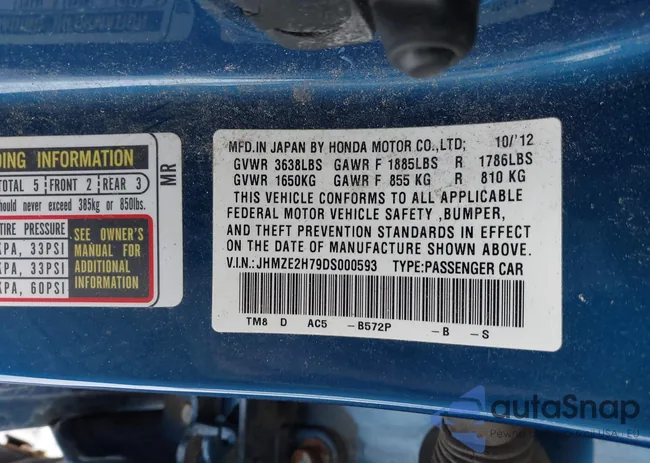 DING INFORMATION
TOTAL 5 FRONT 2 REAR 3
hould never exceed 385kg or 850lbs.
TIRE PRESSURE
KPA, 33PSI
KPA, 33PSI
KPA, 60PSI
SEE OWNER'S
MANUAL FOR
ADDITIONAL
INFORMATION
MR
MFD.IN JAPAN BY HONDA MOTOR CO.,LTD; 10/'12
GVWR 3638LBS GAWR F 1885LBS R 1786LBS
GVWR 1650KG GAWR F 855 KG R 810 KG
THIS VEHICLE CONFORMS TO ALL APPLICABLE
FEDERAL MOTOR VEHICLE SAFETY ,BUMPER,
AND THEFT PREVENTION STANDARDS IN EFFECT
ON THE DATE OF MANUFACTURE SHOWN ABOVE.
V.I.N.: JHMZE2H79DS000593 TYPE:PASSENGER CAR
TM8 D AC5 -B572P -B -S
autaSnap
USA i EU